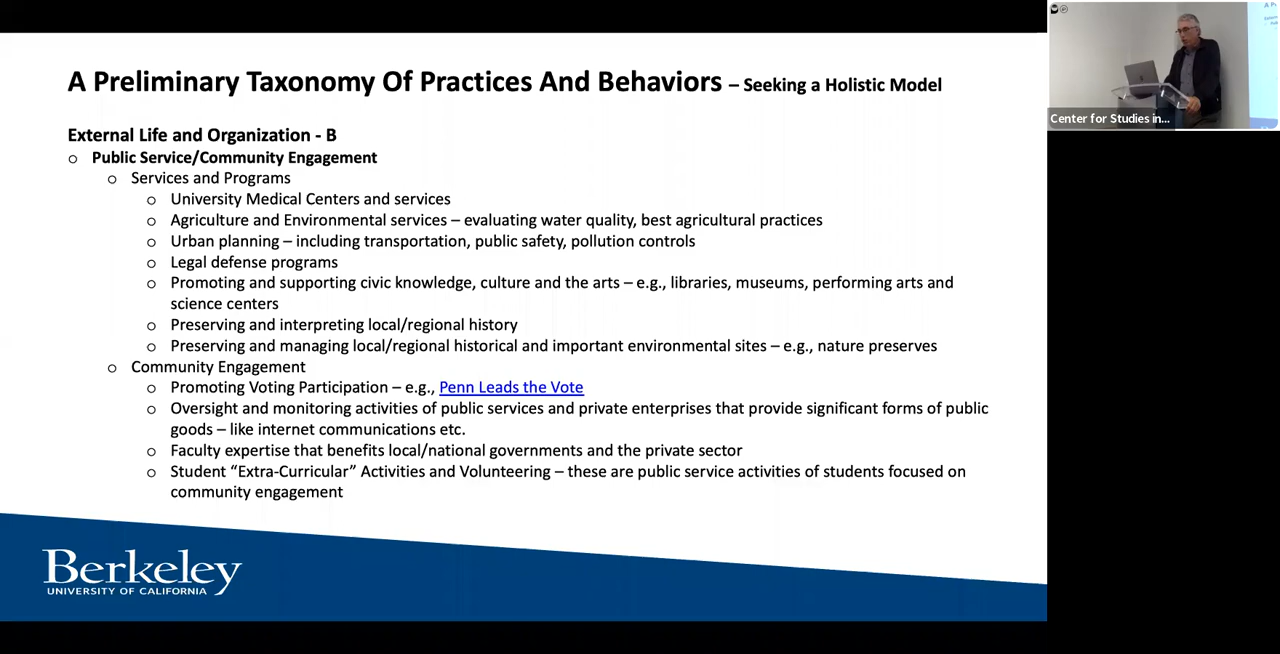 A Preliminary Taxonomy Of Practices And Behaviors – Seeking a Holistic Model
External Life and Organization - B
o Public Service/Community Engagement
o Services and Programs
o University Medical Centers and services
o Agriculture and Environmental services – evaluating water quality, best agricultural practices
o Urban planning – including transportation, public safety, pollution controls
o Legal defense programs
o Promoting and supporting civic knowledge, culture and the arts – e.g., libraries, museums, performing arts and
science centers
o Preserving and interpreting local/regional history
o Preserving and managing local/regional historical and important environmental sites – e.g., nature preserves
o Community Engagement
o Promoting Voting Participation – e.g., Penn Leads the Vote
o Oversight and monitoring activities of public services and private enterprises that provide significant forms of public
goods – like internet communications etc.
o Faculty expertise that benefits local/national governments and the private sector
o Student “Extra-Curricular” Activities and Volunteering – these are public service activities of students focused on
community engagement
Berkeley
UNIVERSITY OF CALIFORNIA
Center for Studies in...